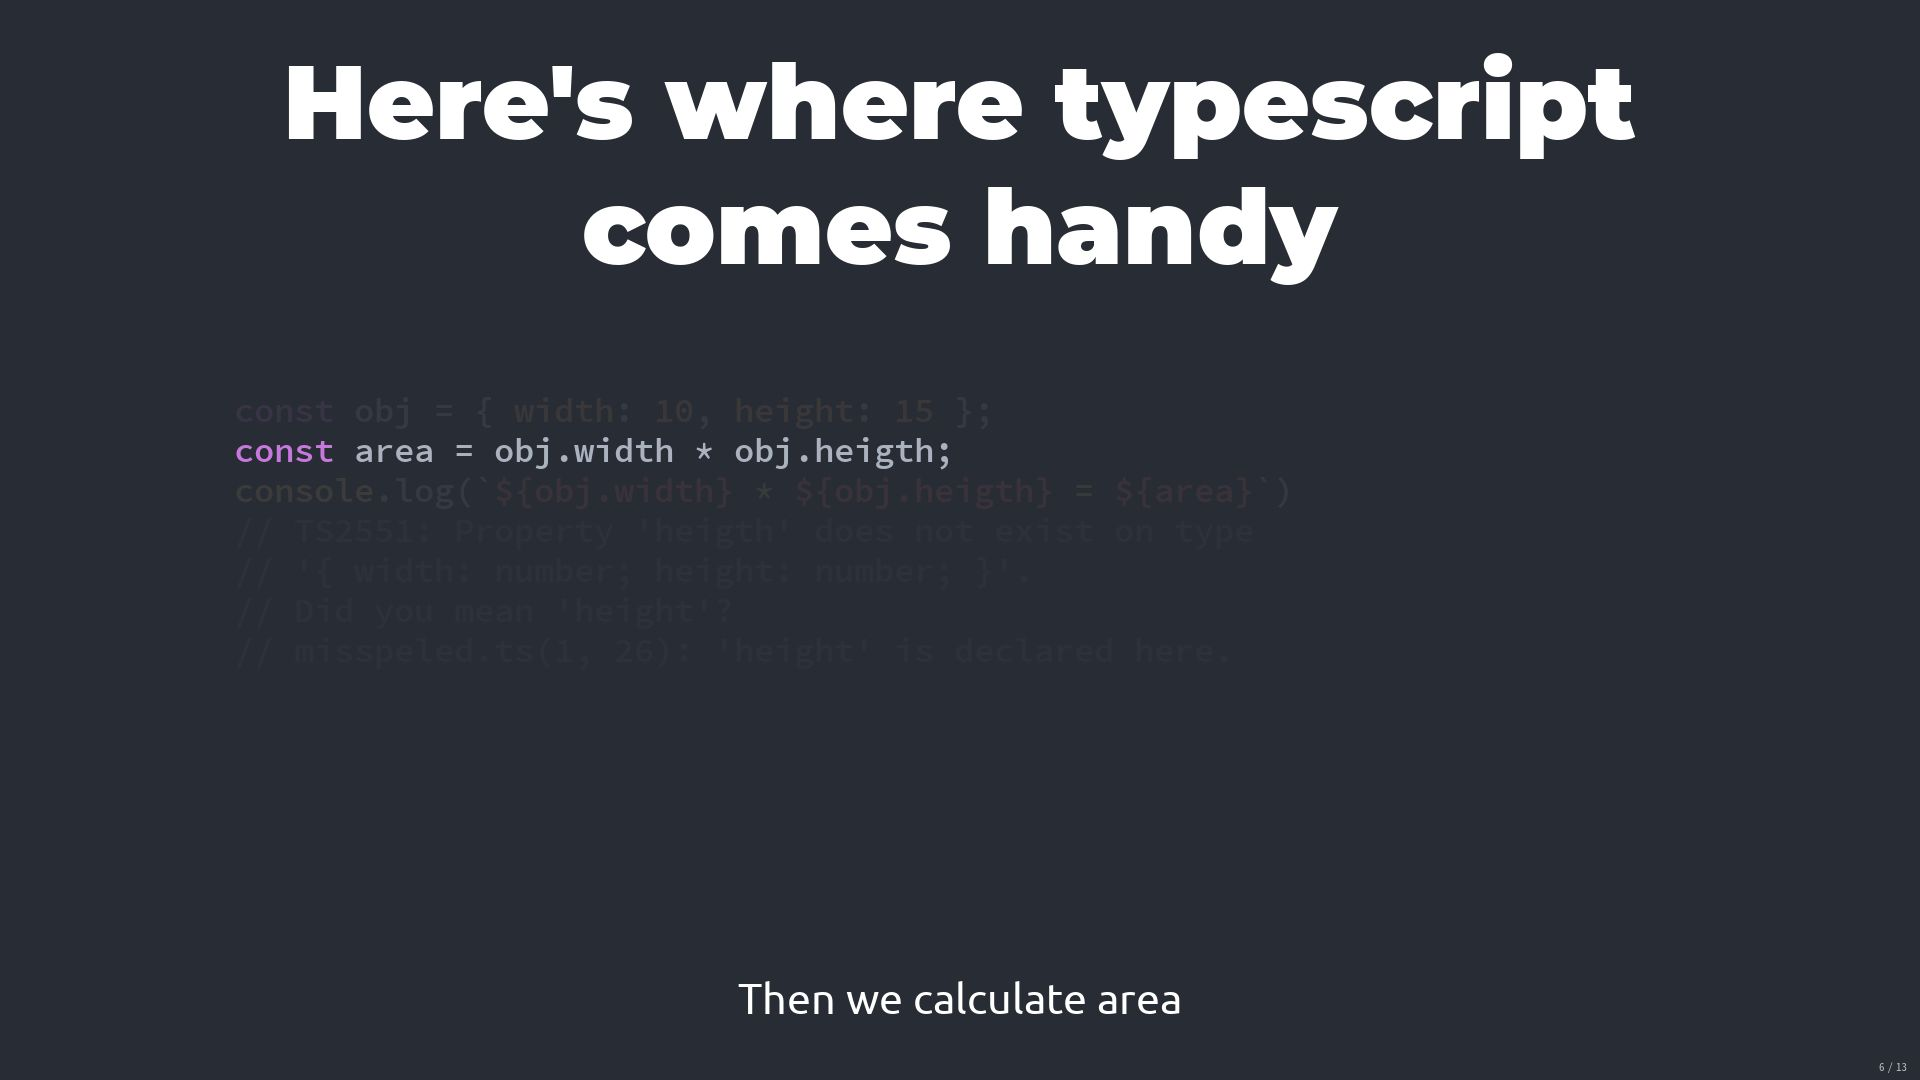 Here's where typescript
comes handy
const obj = { width: 10, height: 15 };
const area = obj.width * obj.heigth;
console.log(`${obj.width} * ${obj.heigth} = ${area}`)
// TS2551: Property 'heigth' does not exist on type
// '{ width: number; height: number; }'.
// Did you mean 'height'?
// misspeled.ts(1, 26): 'height' is declared here.
Then we calculate area
6 / 13